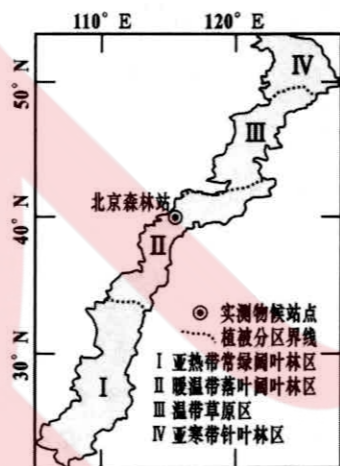 110° E 120° E
50° N
40° N
30° N
Ⅳ
Ⅲ
北京森林站
Ⅱ
Ⅰ
实测物候站点
植被分区界线
Ⅰ 亚热带常绿阔叶林区
Ⅱ 暖温带落叶阔叶林区
Ⅲ 温带草原区
Ⅳ 亚寒带针叶林区